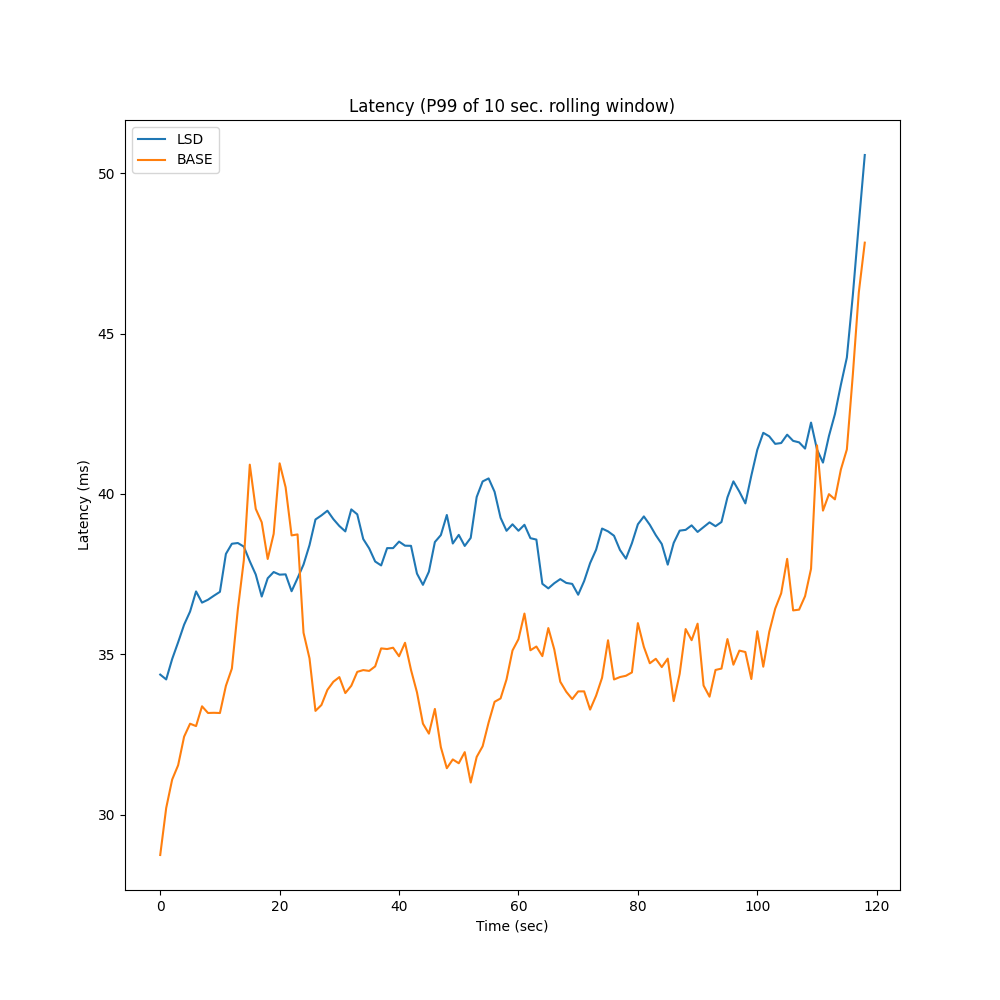 Latency (P99 of 10 sec. rolling window)
LSD
BASE
50
45
40
35
30
Latency (ms)
0 20 40 60 80 100 120
Time (sec)